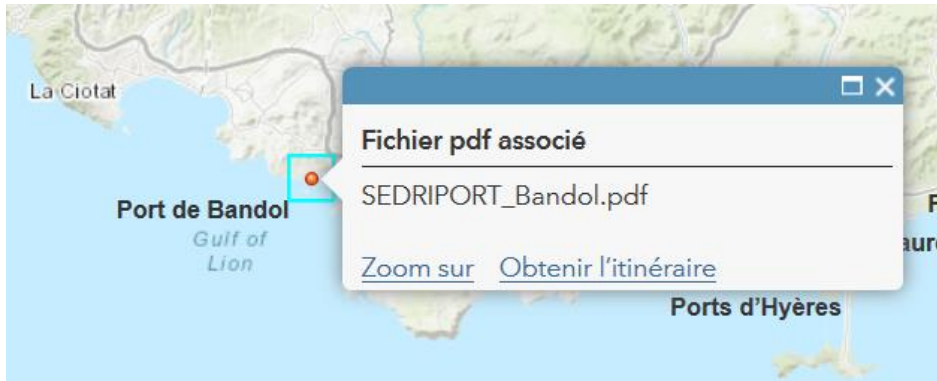 La Ciotat
Fichier pdf associé
SEDRIPORT_Bandol.pdf
Port de Bandol
Gulf of
Lion
Zoom sur Obtenir l'itinéraire
Ports d'Hyères